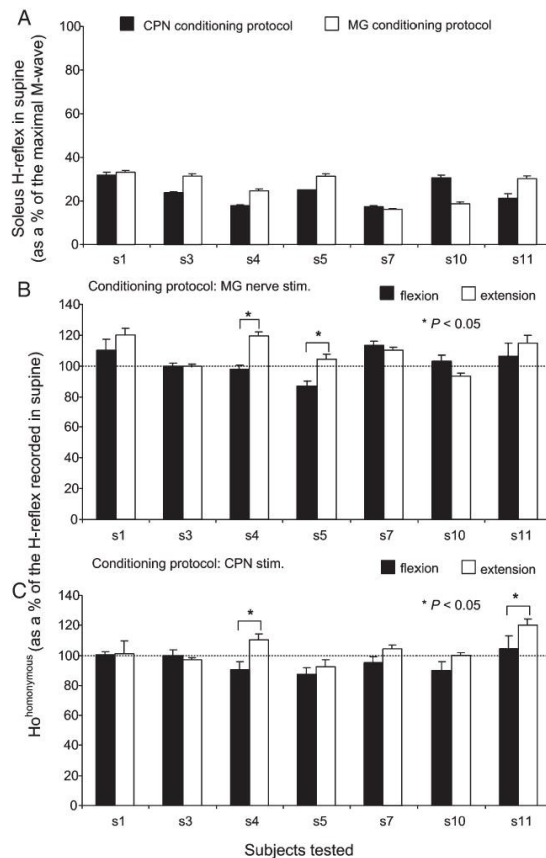 A
CPN conditioning protocol
MG conditioning protocol
Soleus H-reflex in supine
(as a % of the maximal M-wave)
100
80
60
40
20
0
s1 s3 s4 s5 s7 s10 s11
B
Conditioning protocol: MG nerve stim.
flexion
extension
* P < 0.05
*
*
140
120
100
80
60
40
20
0
s1 s3 s4 s5 s7 s10 s11
Ho homonymous (as a % of the H-reflex recorded in supine)
C
Conditioning protocol: CPN stim.
flexion
extension
* P < 0.05
*
*
140
120
100
80
60
40
20
0
s1 s3 s4 s5 s7 s10 s11
Subjects tested